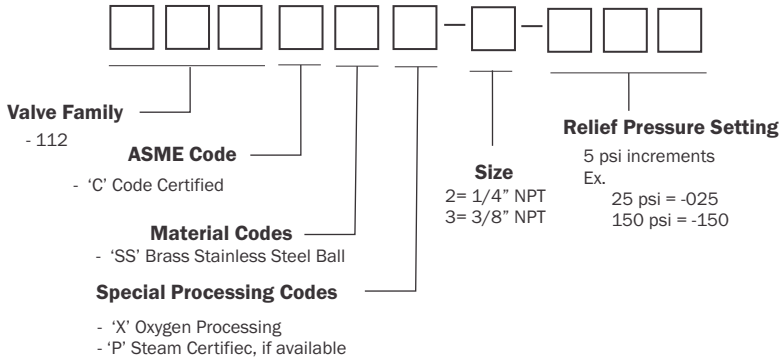 Valve Family
- 112
ASME Code
- ‘C’ Code Certified
Material Codes
- ‘SS’ Brass Stainless Steel Ball
Special Processing Codes
- ‘X’ Oxygen Processing
- ‘P’ Steam Certifiec, if available
Size
2= 1/4” NPT
3= 3/8” NPT
Relief Pressure Setting
5 psi increments
Ex.
25 psi = -025
150 psi = -150